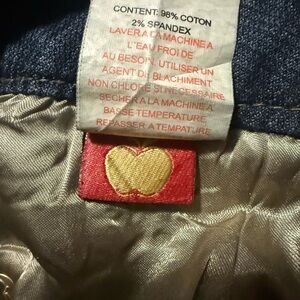 CONTENT: 98% COTON
2% SPANDEX
LAVER A LA MACHINE A
L'EAU FROIDE
AU BESOIN, UTILISER UN
AGENT DE BLACHIMENT
NON CHLORE SI NECESSAIRE
SECHER A LA MACHINE A
BASSE TEMPERATURE
REPASSER A TEMPATURE